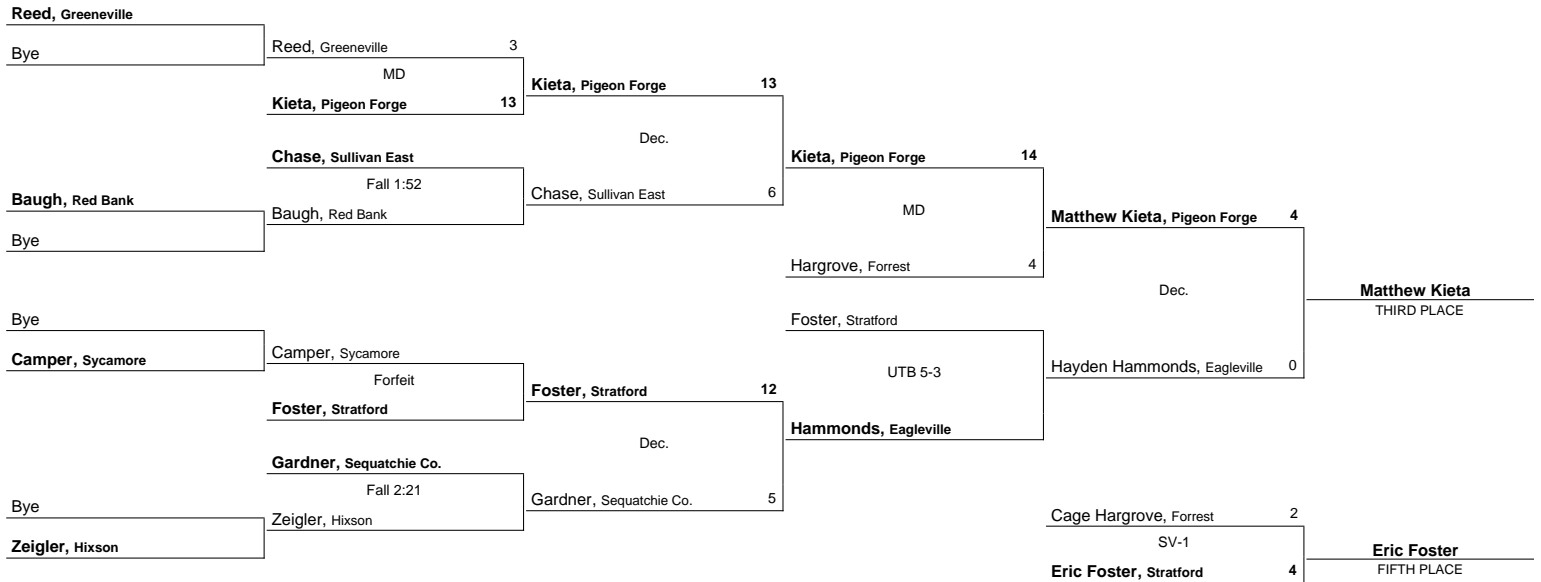 Reed, Greeneville
Bye
Baugh, Red Bank
Bye
Bye
Camper, Sycamore
Bye
Zeigler, Hixson
Reed, Greeneville 3
MD
Kieta, Pigeon Forge 13
Chase, Sullivan East
Fall 1:52
Baugh, Red Bank
Camper, Sycamore
Forfeit
Foster, Stratford
Gardner, Sequatchie Co.
Fall 2:21
Zeigler, Hixson
Kieta, Pigeon Forge 13
Dec.
Chase, Sullivan East 6
Foster, Stratford 12
Dec.
Gardner, Sequatchie Co. 5
Kieta, Pigeon Forge 14
MD
Hargrove, Forrest 4
Foster, Stratford
UTB 5-3
Hammonds, Eagleville
Matthew Kieta, Pigeon Forge 4
Dec.
Hayden Hammonds, Eagleville 0
Matthew Kieta
THIRD PLACE
Cage Hargrove, Forrest 2
SV-1
Eric Foster, Stratford 4
Eric Foster
FIFTH PLACE